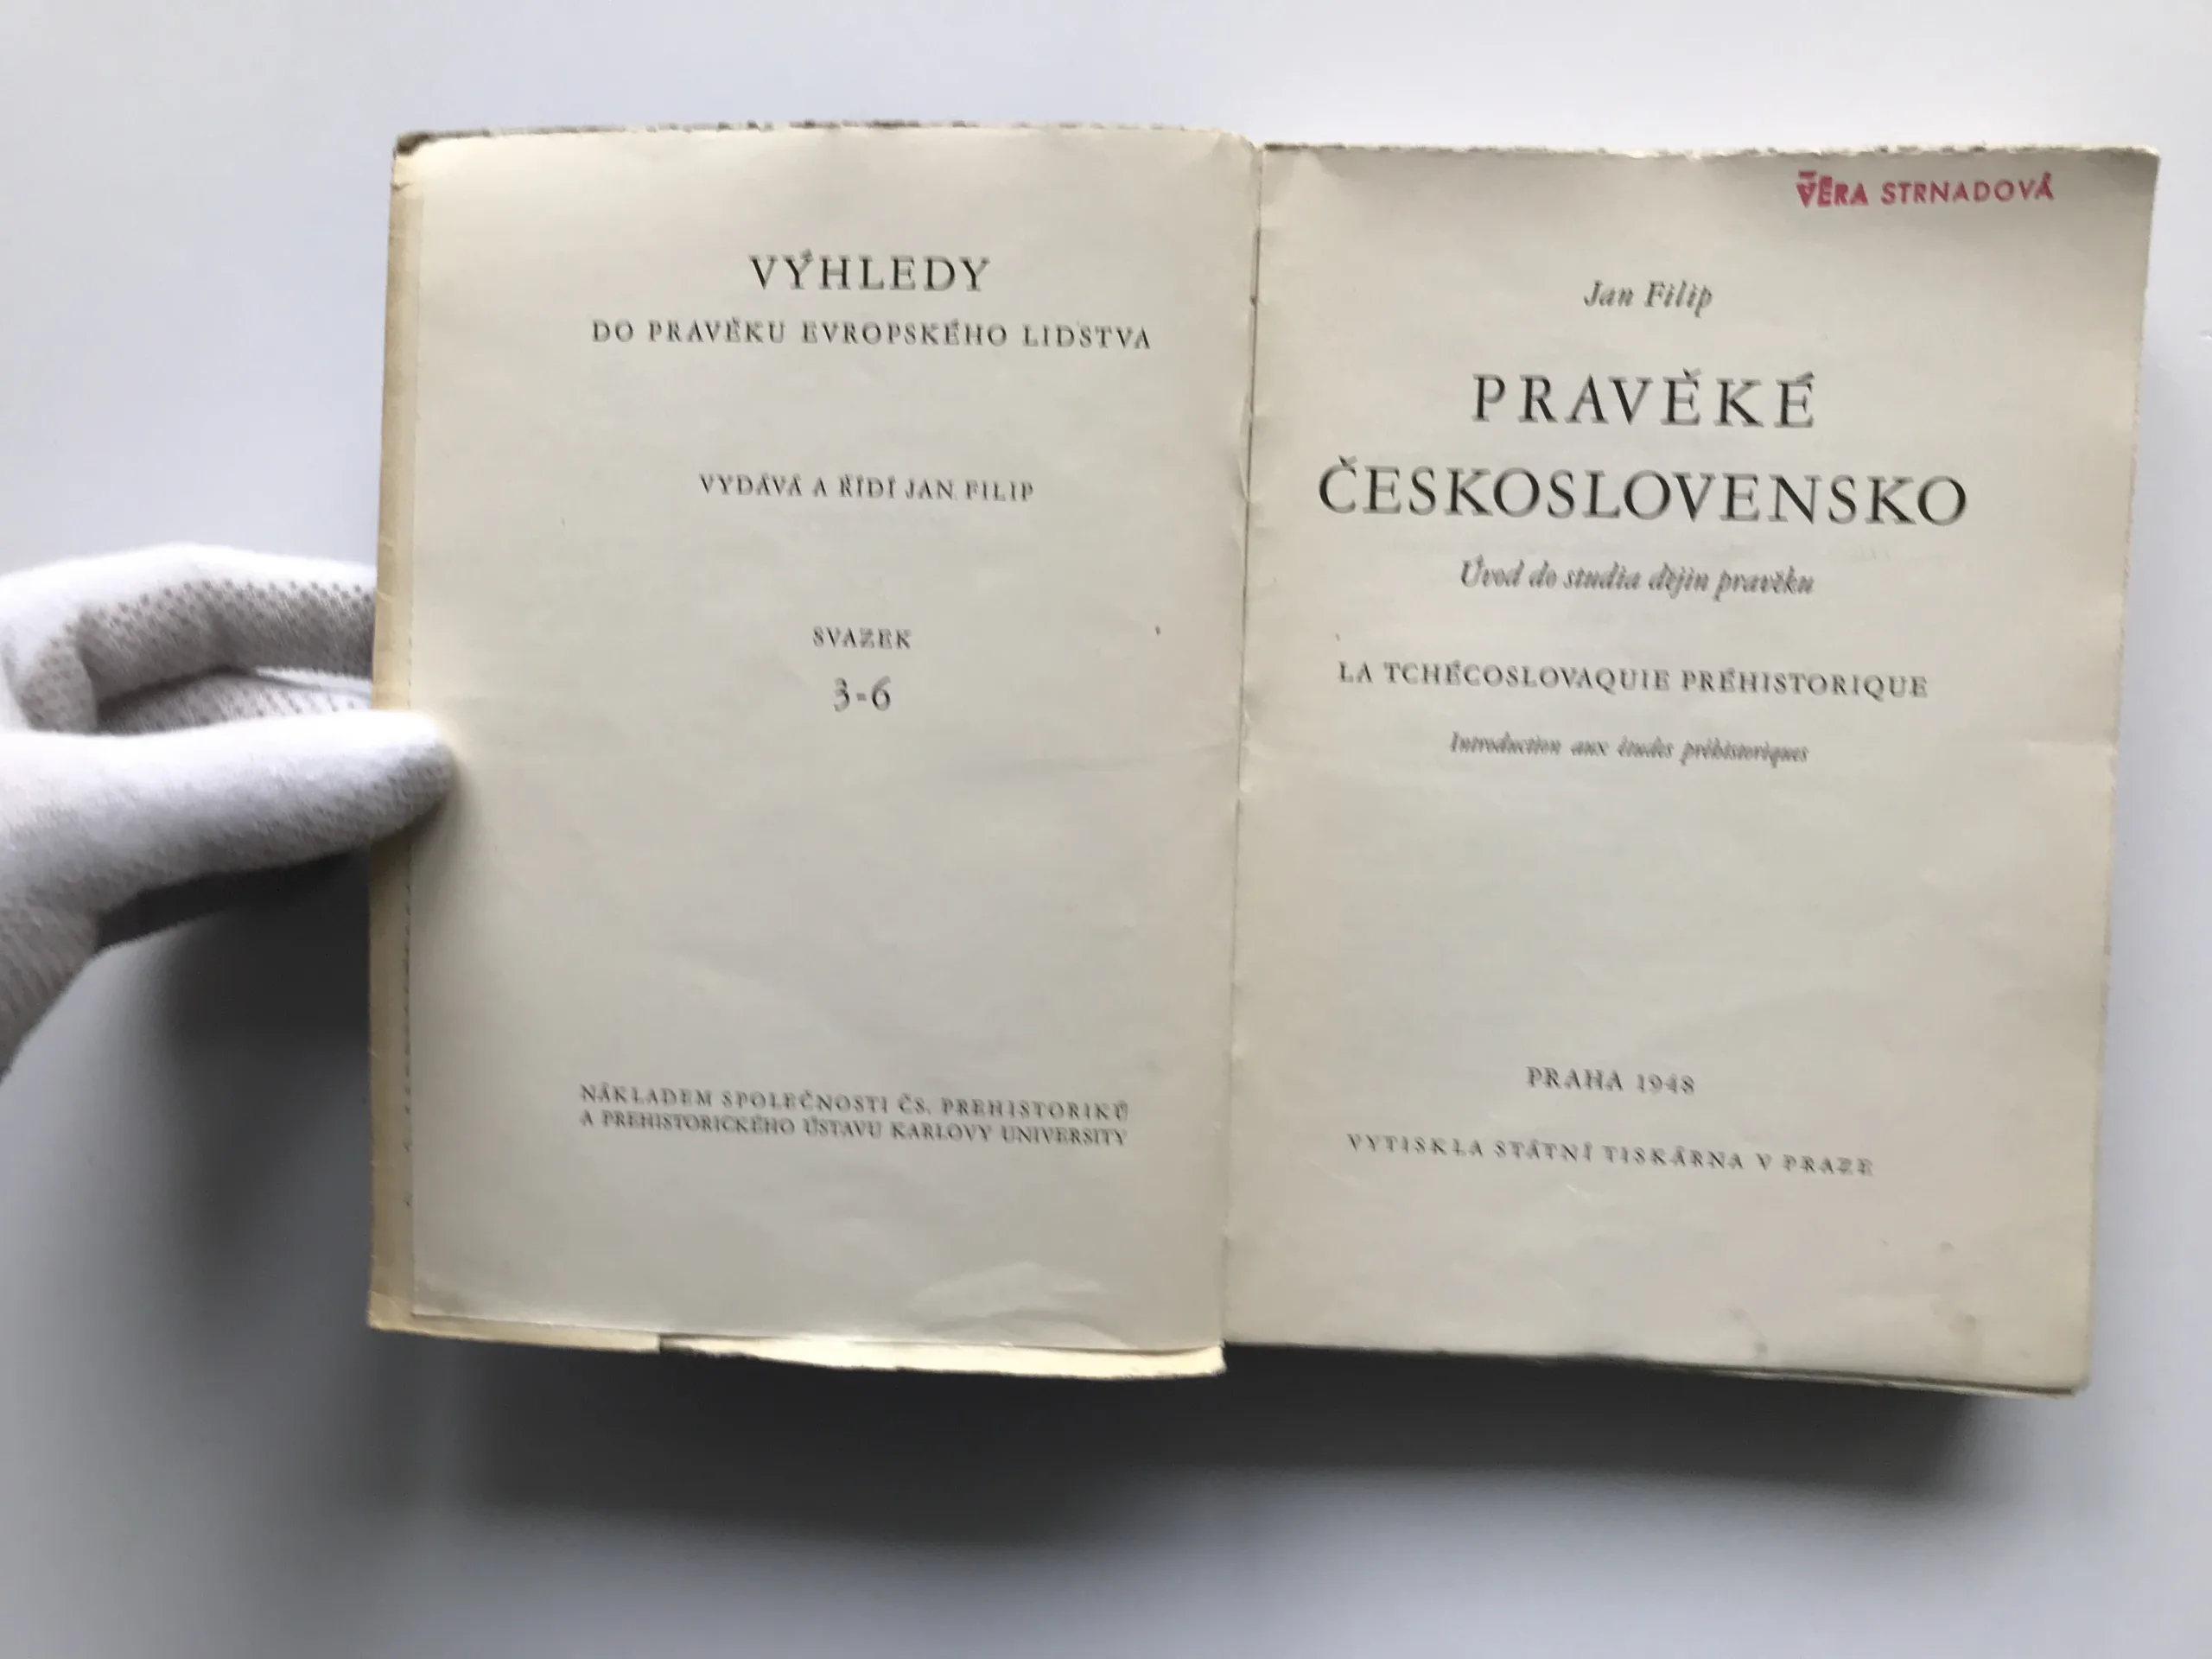 VÝHLEDY
DO PRAVĚKU EVROPSKÉHO LIDSTVA
VYDÁVÁ A ŘÍDÍ JAN FILIP
SVAZEK
3-6
NÁKLADEM SPOLEČNOSTI ČS. PREHISTORIKŮ
A PREHISTORICKÉHO ÚSTAVU KARLOVY UNIVERSITY
VĚRA STRNADOVÁ
Jan Filip
PRAVĚKÉ
ČESKOSLOVENSKO
Úvod do studia dějin pravěku
LA TCHÉCOSLOVAQUIE PRÉHISTORIQUE
Introduction aux études préhistoriques
PRAHA 1948
VYTISKLA STÁTNÍ TISKÁRNA V PRAZE